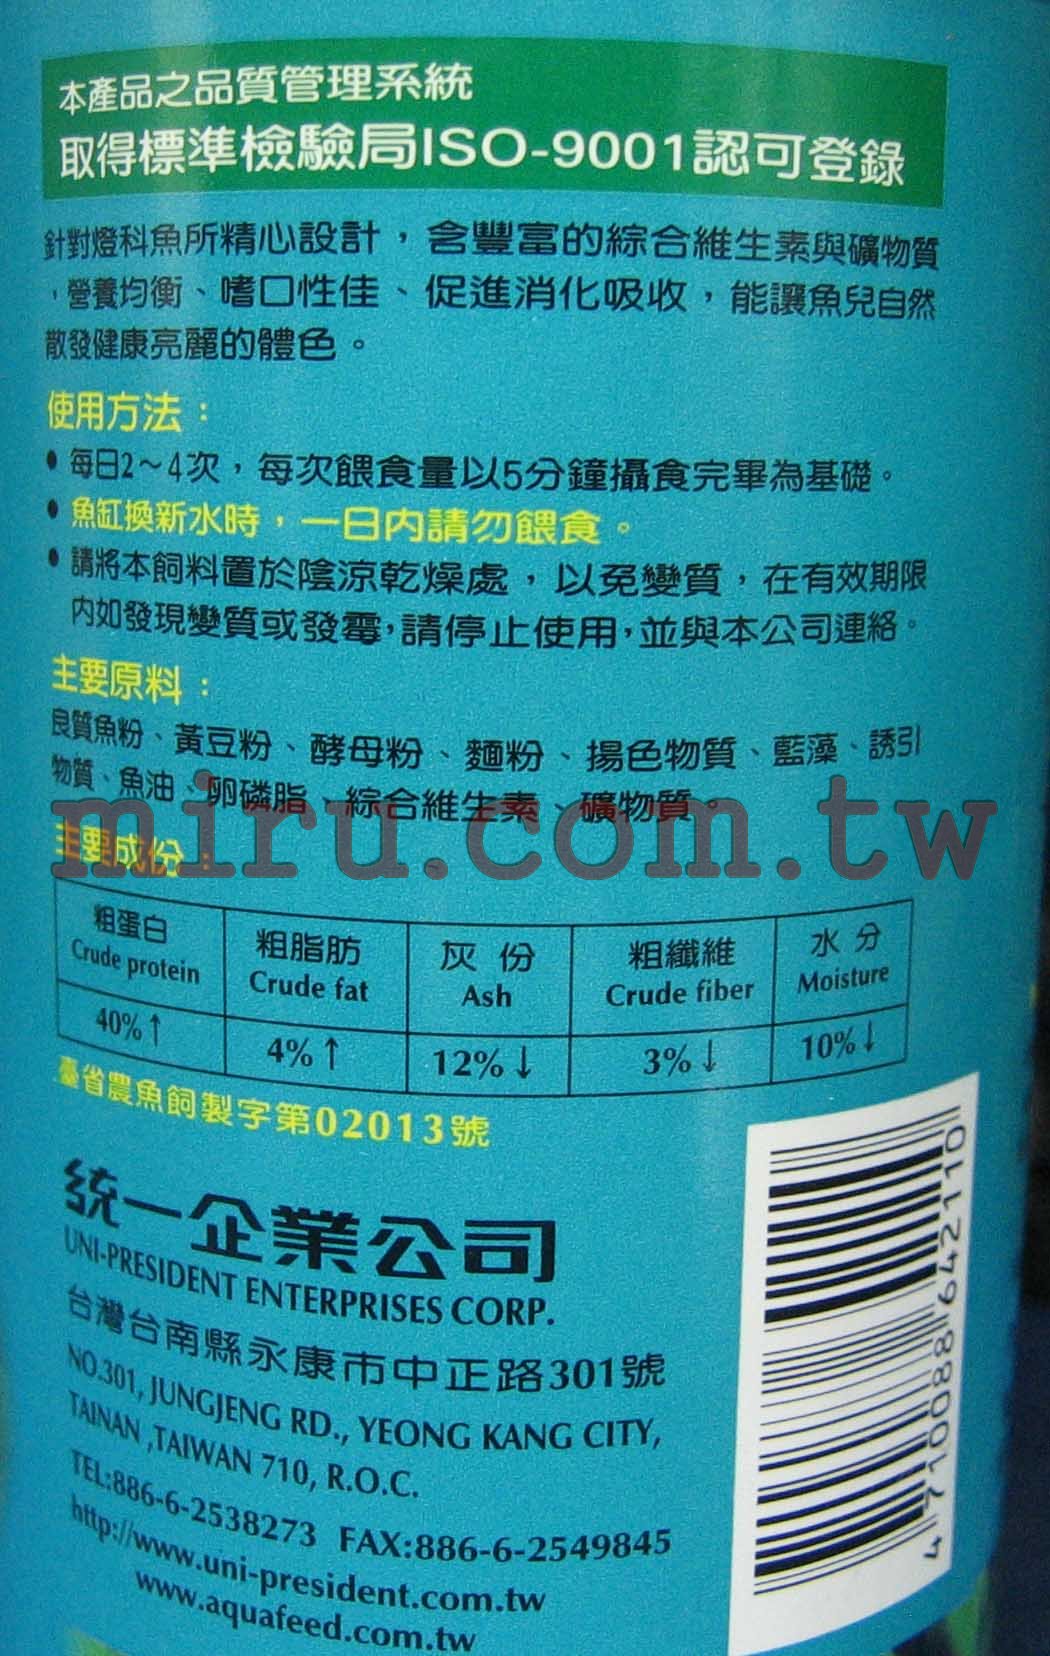 本產品之品質管理系統
取得標準檢驗局ISO-9001認可登錄
針對燈科魚所精心設計，含豐富的綜合維生素與礦物質
，營養均衡、嗜口性佳、促進消化吸收，能讓魚兒自然
散發健康亮麗的體色。
使用方法：
• 每日2～4次，每次餵食量以5分鐘攝食完畢為基礎。
• 魚缸換新水時，一日內請勿餵食。
• 請將本飼料置於陰涼乾燥處，以免變質，在有效期限
內如發現變質或發霉，請停止使用，並與本公司連絡。
主要原料：
良質魚粉、黃豆粉、酵母粉、麵粉、揚色物質、藍藻、誘引
物質、魚油、卵磷脂、綜合維生素、礦物質。
miru.com.tw
主要成份：
粗蛋白 粗脂肪 灰份 粗纖維 水分
Crude protein Crude fat Ash Crude fiber Moisture
40%↑ 4%↑ 12%↓ 3%↓ 10%↓
臺省農魚飼製字第02013號
統一企業公司
UNI-PRESIDENT ENTERPRISES CORP.
台灣台南縣永康市中正路301號
NO.301, JUNGJENG RD., YEONG KANG CITY,
TAINAN ,TAIWAN 710, R.O.C.
TEL:886-6-2538273 FAX:886-6-2549845
http://www.uni-president.com.tw
www.aquafeed.com.tw
4710088642110